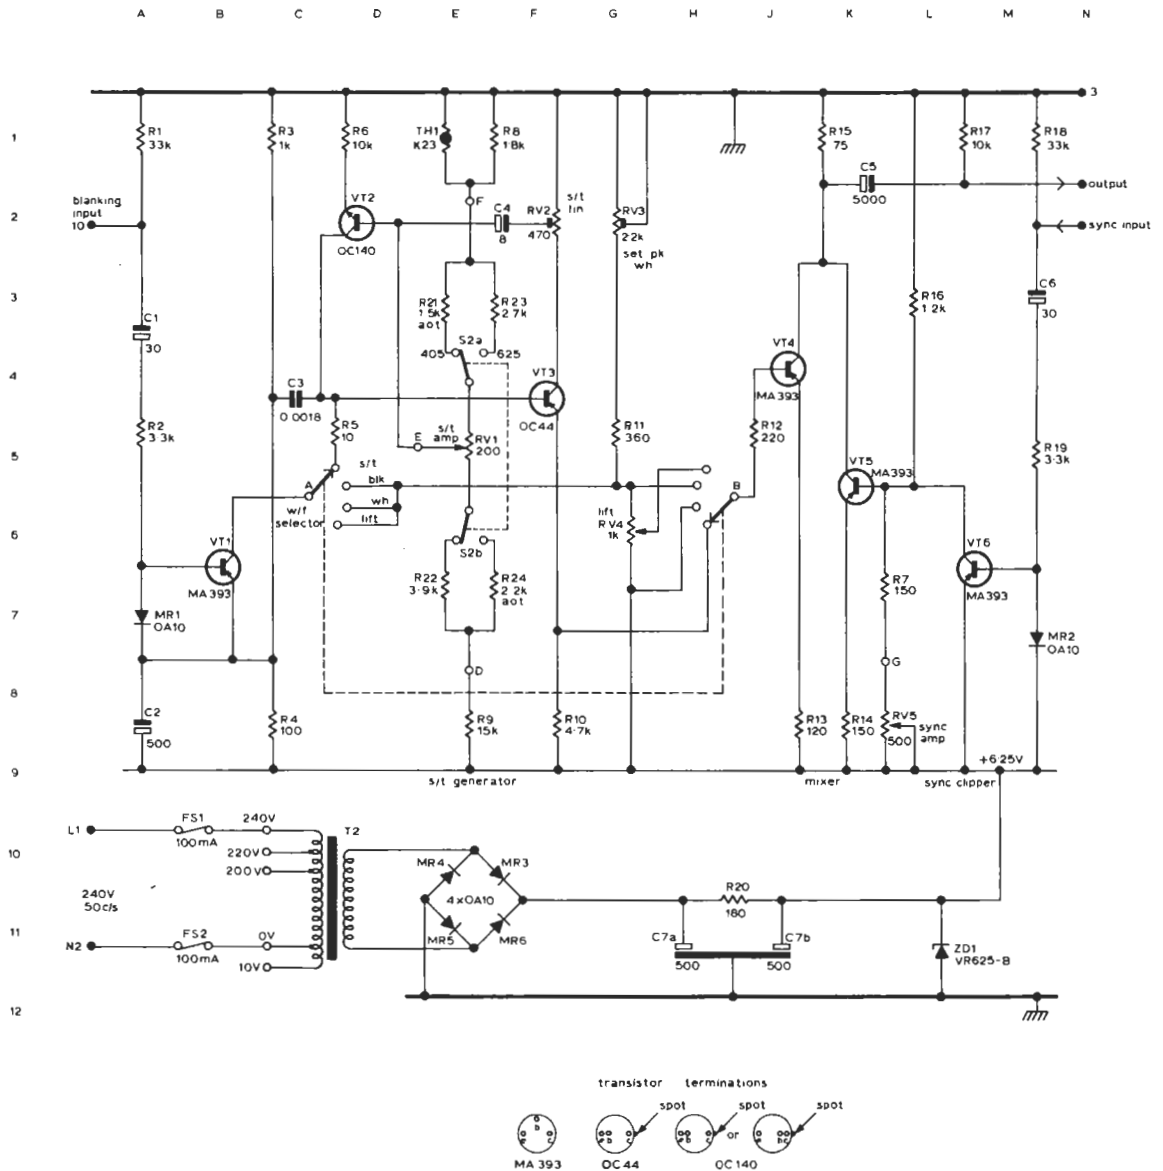 A B C D E F G H J K L M N
3
1
R1
33k
R3
1k
R6
10k
TH1
K23
R8
1.8k
R15
75
R17
10k
R18
33k
C5
5000
output
blanking
input
10
VT2
OC140
F
C4
8
s/t
lin
RV2
470
RV3
2.2k
set pk
wh
sync input
2
3
C1
30
R21
1.5k
aot
R23
2.7k
R16
1.2k
C6
30
S2a
405
625
VT4
MA393
4
C3
0.0018
VT3
OC44
R2
3.3k
R5
10
s/t
amp
E
RV1
200
R11
360
R12
220
VT5
MA393
R19
3.3k
5
s/t
blk
wh
lift
A
w/f
selector
B
lift
RV4
1k
6
VT1
MA393
S2b
VT6
MA393
R22
3.9k
R24
2.2k
aot
R7
150
7
MR1
OA10
MR2
OA10
D
G
8
C2
500
R4
100
R9
15k
R10
4.7k
R13
120
R14
150
RV5
500
sync
amp
9
+6.25V
s/t generator
mixer
sync clipper
L1
FS1
100mA
240V
220V
200V
T2
10
MR4
MR3
4xOA10
MR5
MR6
R20
180
240V
50c/s
11
N2
FS2
100mA
0V
10V
C7a
500
C7b
500
ZD1
VR625-B
12
transistor terminations
spot
spot
spot
b
e c
e b c
e b c
or
e b c
MA393
OC44
OC140